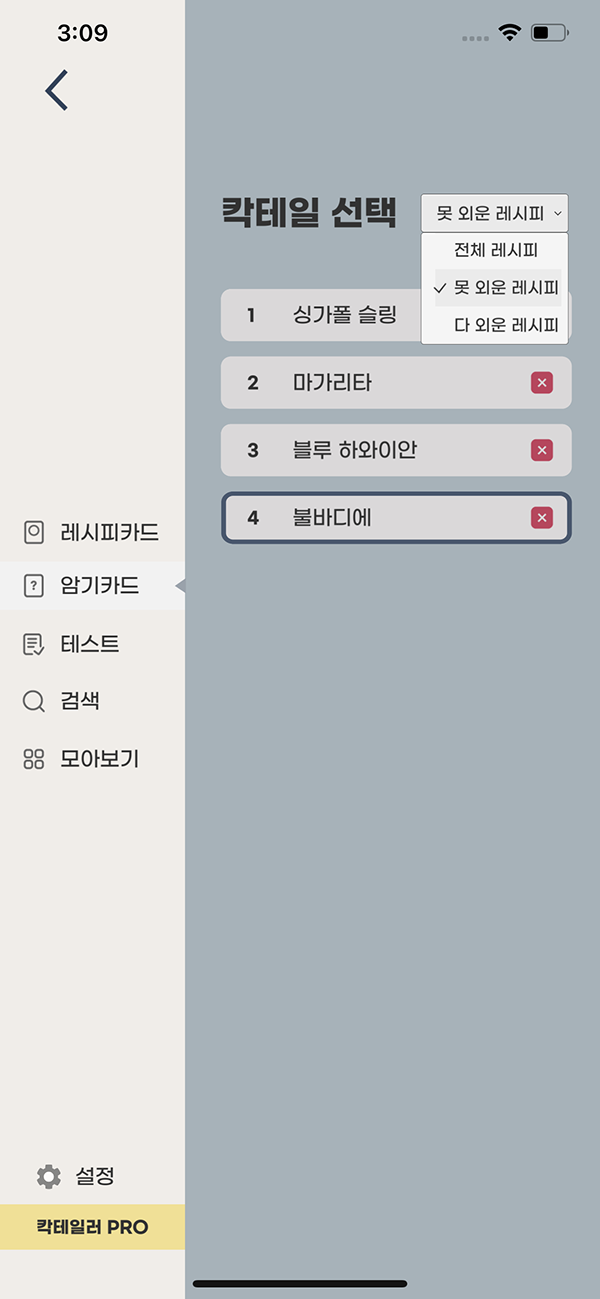 3:09
칵테일 선택
못 외운 레시피
전체 레시피
못 외운 레시피
다 외운 레시피
1 싱가폴 슬링
2 마가리타
3 블루 하와이안
4 불바디에
레시피카드
? 암기카드
테스트
검색
모아보기
설정
칵테일러 PRO